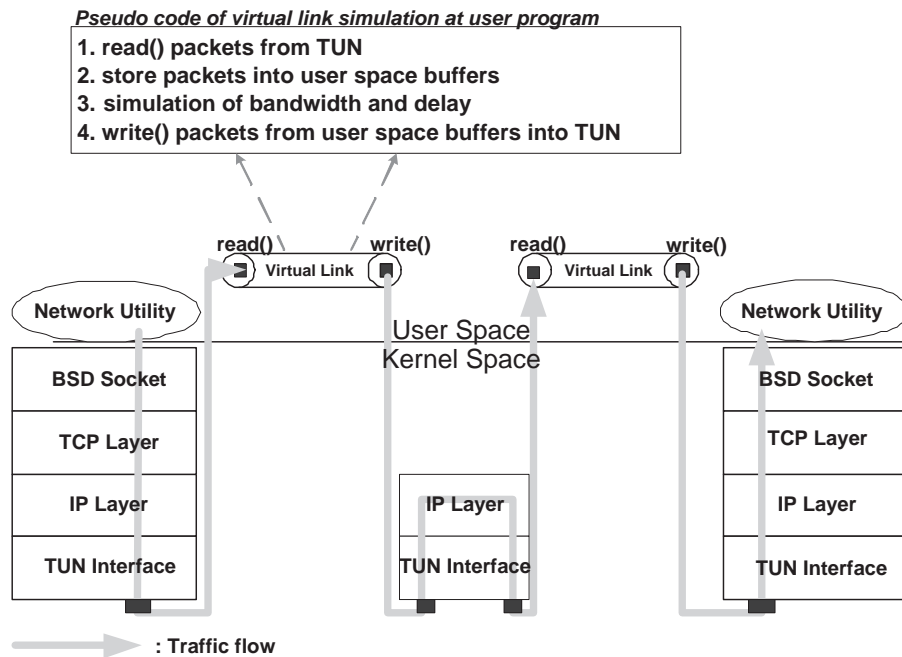 Pseudo code of virtual link simulation at user program
1. read() packets from TUN
2. store packets into user space buffers
3. simulation of bandwidth and delay
4. write() packets from user space buffers into TUN
read()
write()
read()
write()
Virtual Link
Virtual Link
Network Utility
Network Utility
User Space
Kernel Space
BSD Socket
TCP Layer
IP Layer
TUN Interface
IP Layer
TUN Interface
BSD Socket
TCP Layer
IP Layer
TUN Interface
: Traffic flow